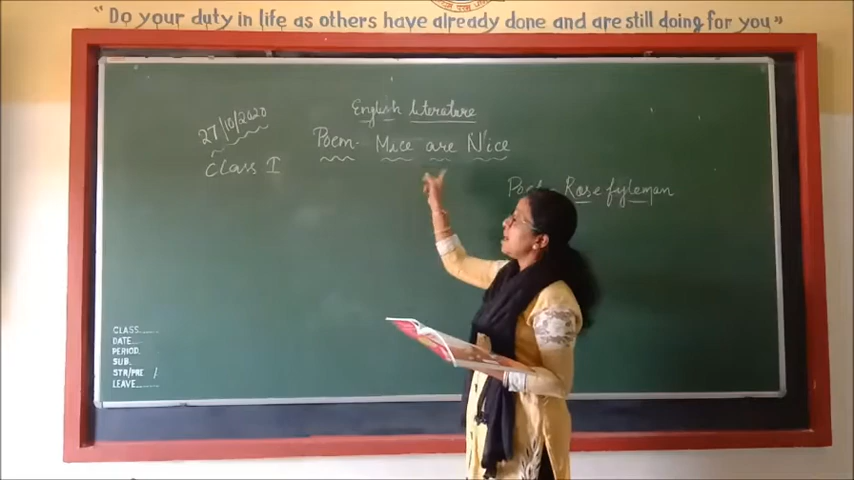 "DO your duty in life as others have already done and are still doing for you"
English Literature
27/10/2020
Poem- Mice are Nice
Class I
Rose fyleman
CLASS......
DATE......
PERIOD.
SUB.
STR/PRE /
LEAVE......